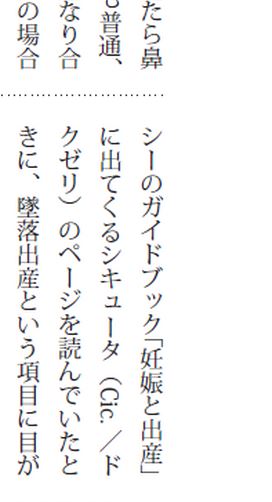 たら鼻
?普通、
なり合
の場合
シーのガイドブック「妊娠と出産」
に出てくるシキュータ（Cic. ／ド
クゼリ）のページを読んでいたと
きに、墜落出産という項目に目が